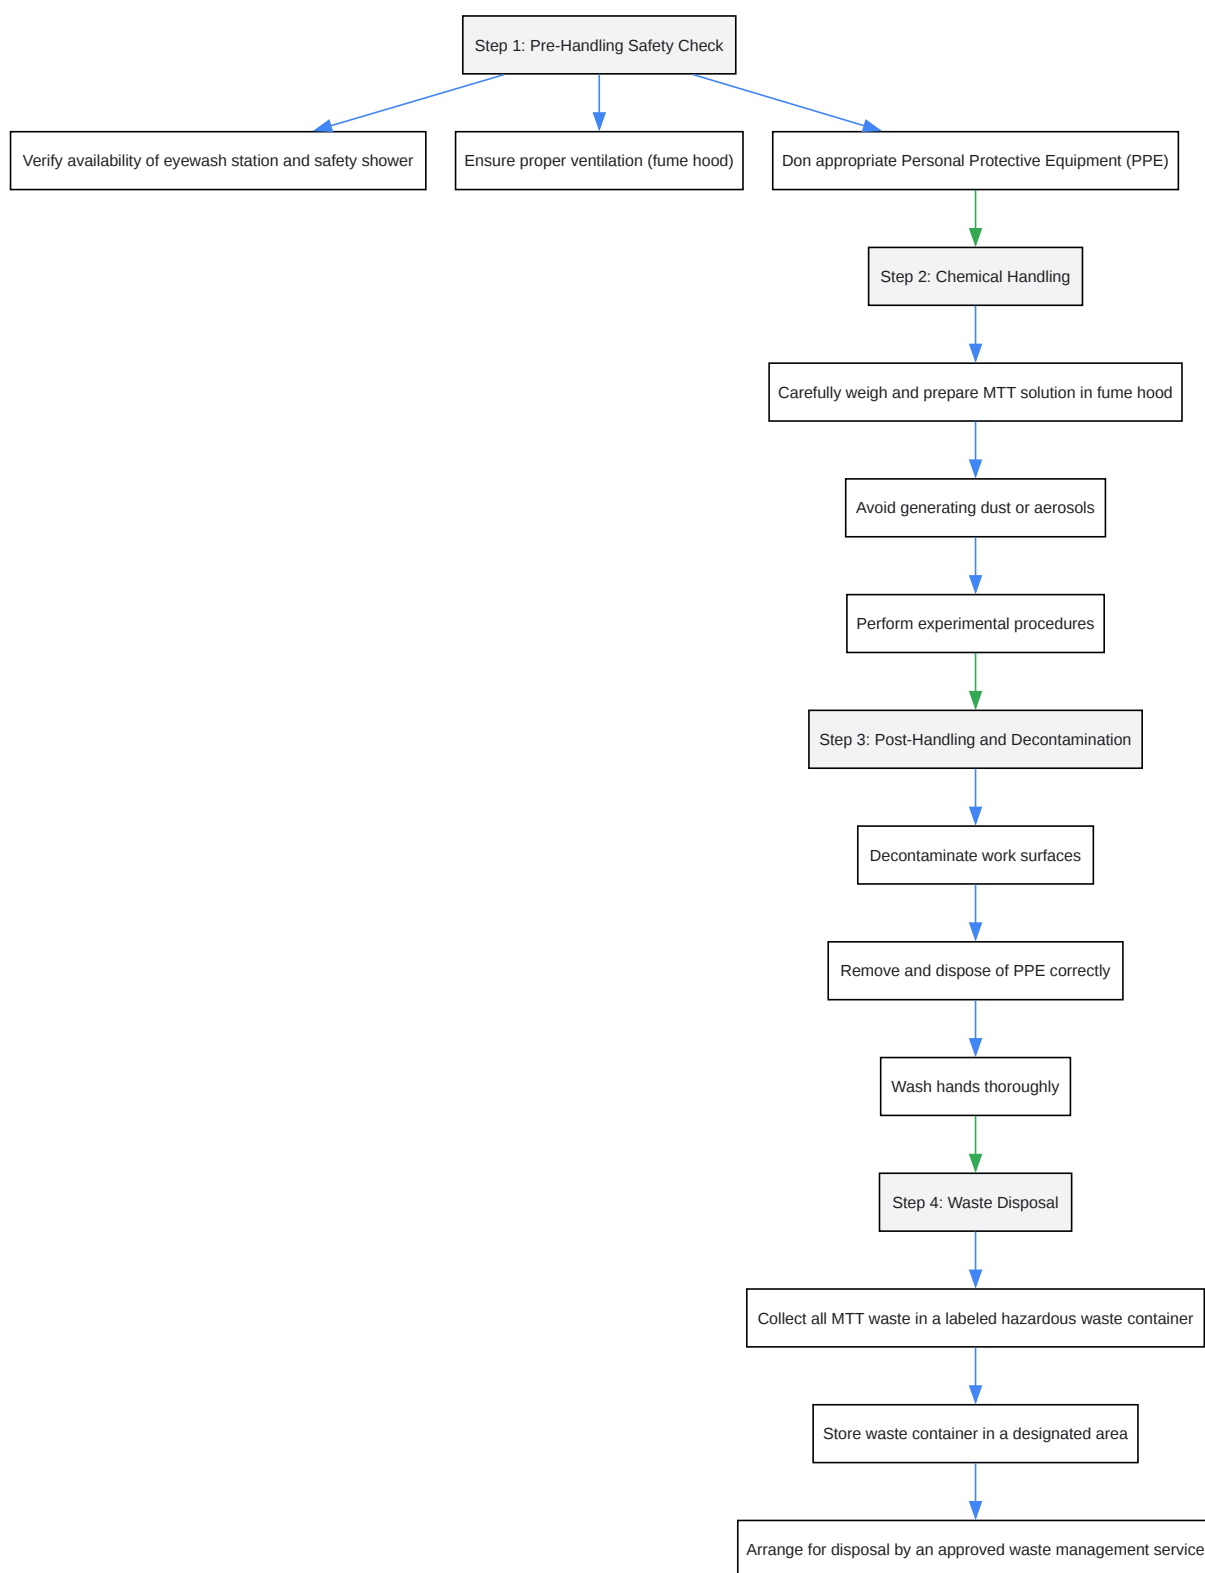 Step 1: Pre-Handling Safety Check
Verify availability of eyewash station and safety shower
Ensure proper ventilation (fume hood)
Don appropriate Personal Protective Equipment (PPE)
Step 2: Chemical Handling
Carefully weigh and prepare MTT solution in fume hood
Avoid generating dust or aerosols
Perform experimental procedures
Step 3: Post-Handling and Decontamination
Decontaminate work surfaces
Remove and dispose of PPE correctly
Wash hands thoroughly
Step 4: Waste Disposal
Collect all MTT waste in a labeled hazardous waste container
Store waste container in a designated area
Arrange for disposal by an approved waste management service